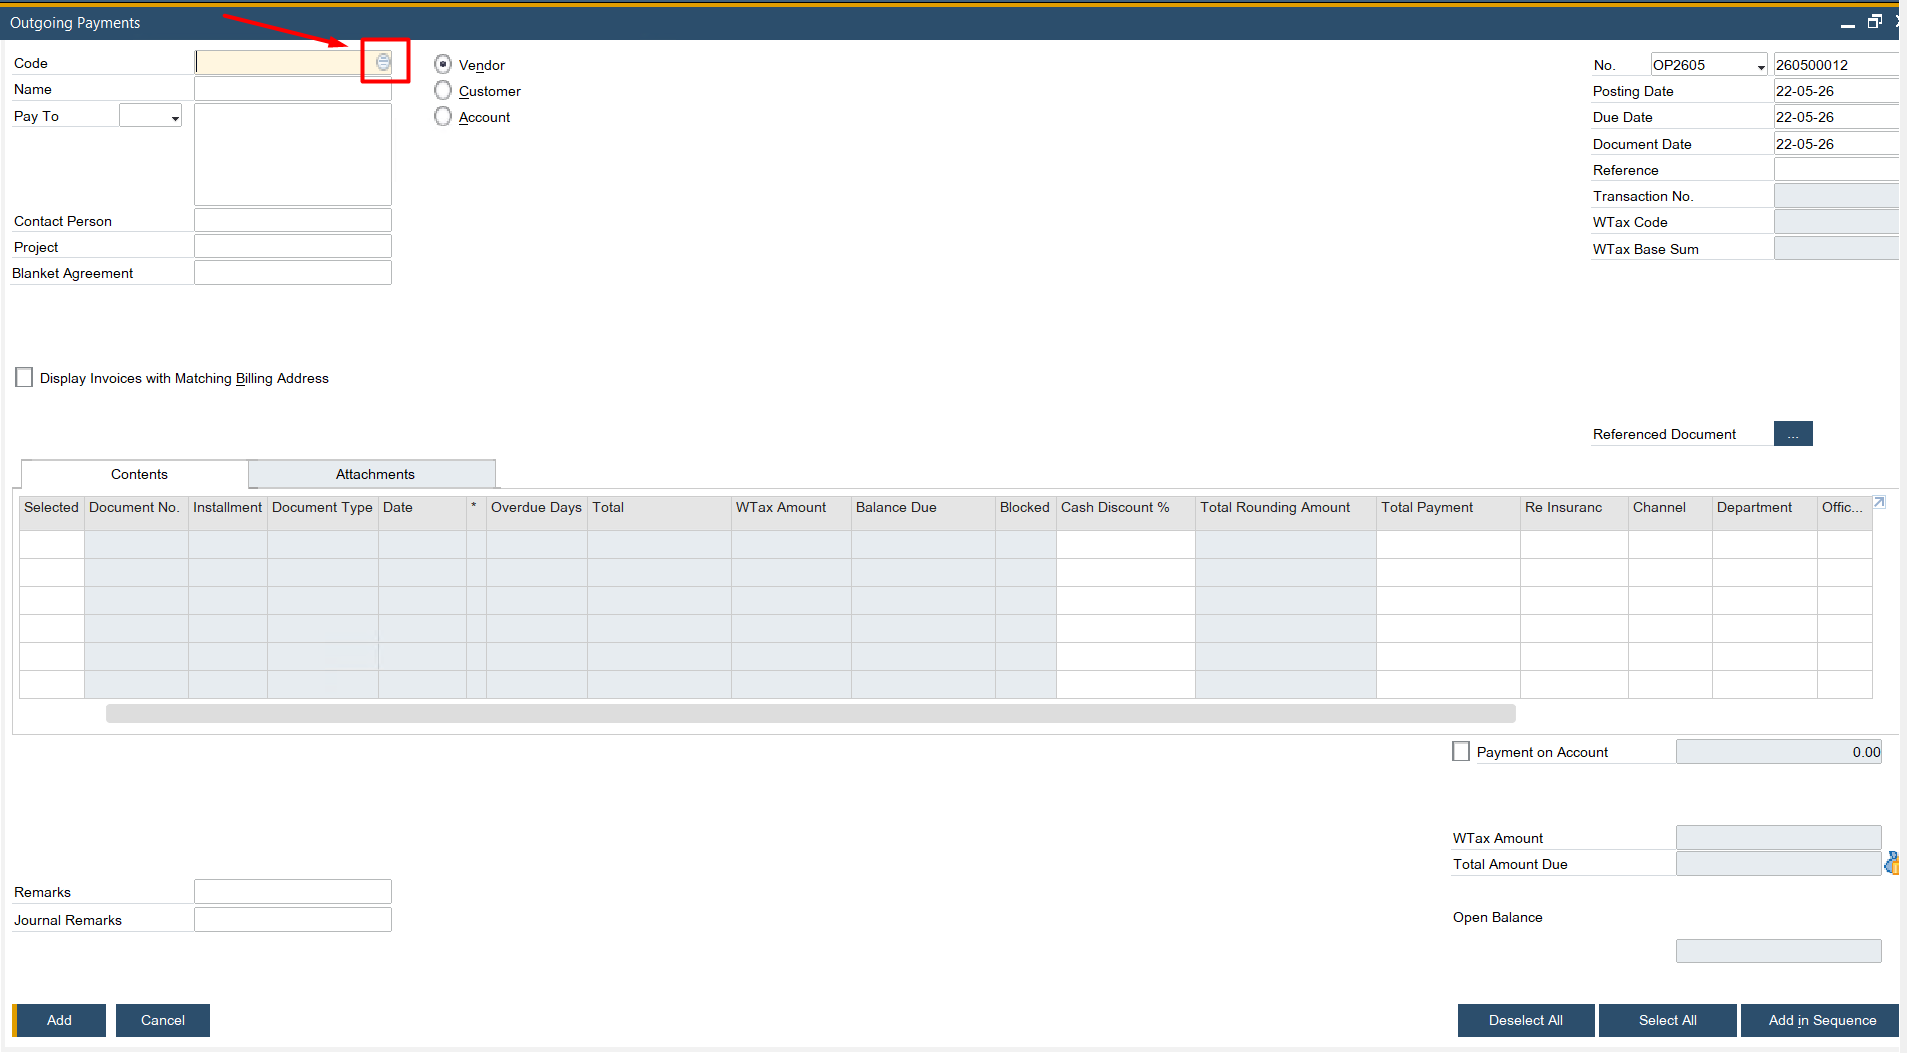 Outgoing Payments
Code
Vendor
No. OP2605 260500012
Name
Customer
Posting Date 22-05-26
Pay To
Account
Due Date 22-05-26
Document Date 22-05-26
Reference
Transaction No.
Contact Person
WTax Code
Project
WTax Base Sum
Blanket Agreement
Display Invoices with Matching Billing Address
Referenced Document ...
Contents Attachments
Selected Document No. Installment Document Type Date * Overdue Days Total WTax Amount Balance Due Blocked Cash Discount % Total Rounding Amount Total Payment Re Insuranc Channel Department Offic...
Payment on Account 0.00
WTax Amount
Total Amount Due
Remarks
Journal Remarks
Open Balance
Add Cancel Deselect All Select All Add in Sequence